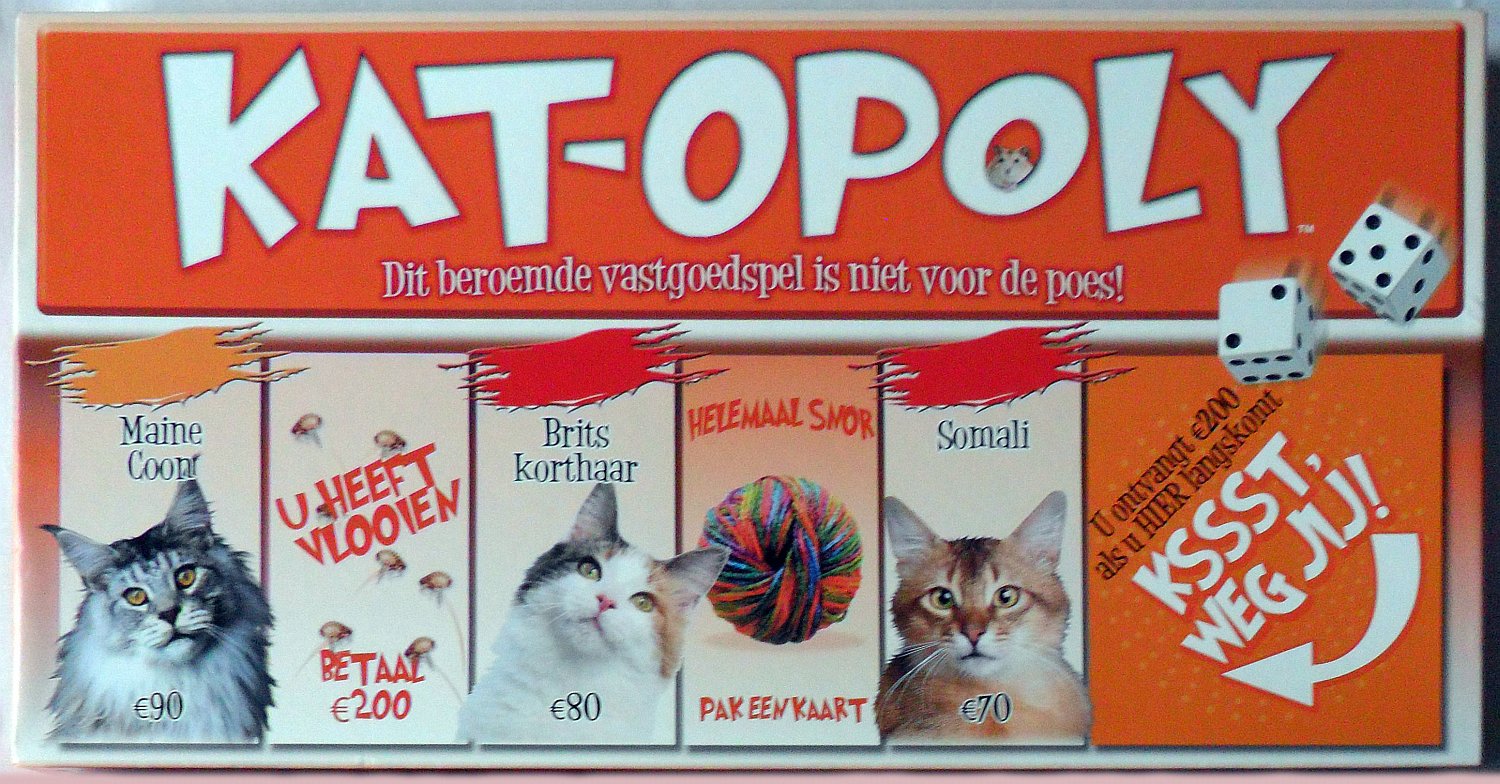 KAT-OPOLY
TM
Dit beroemde vastgoedspel is niet voor de poes!
Maine
Coon
€90
U HEEFT
VLOOIEN
BETAAL
€200
Brits
korthaar
€80
HELEMAAL SNOR
PAK EEN KAART
Somali
€70
U ontvangt €200
als u HIER langskomt
KSSST,
WEG JIJ!